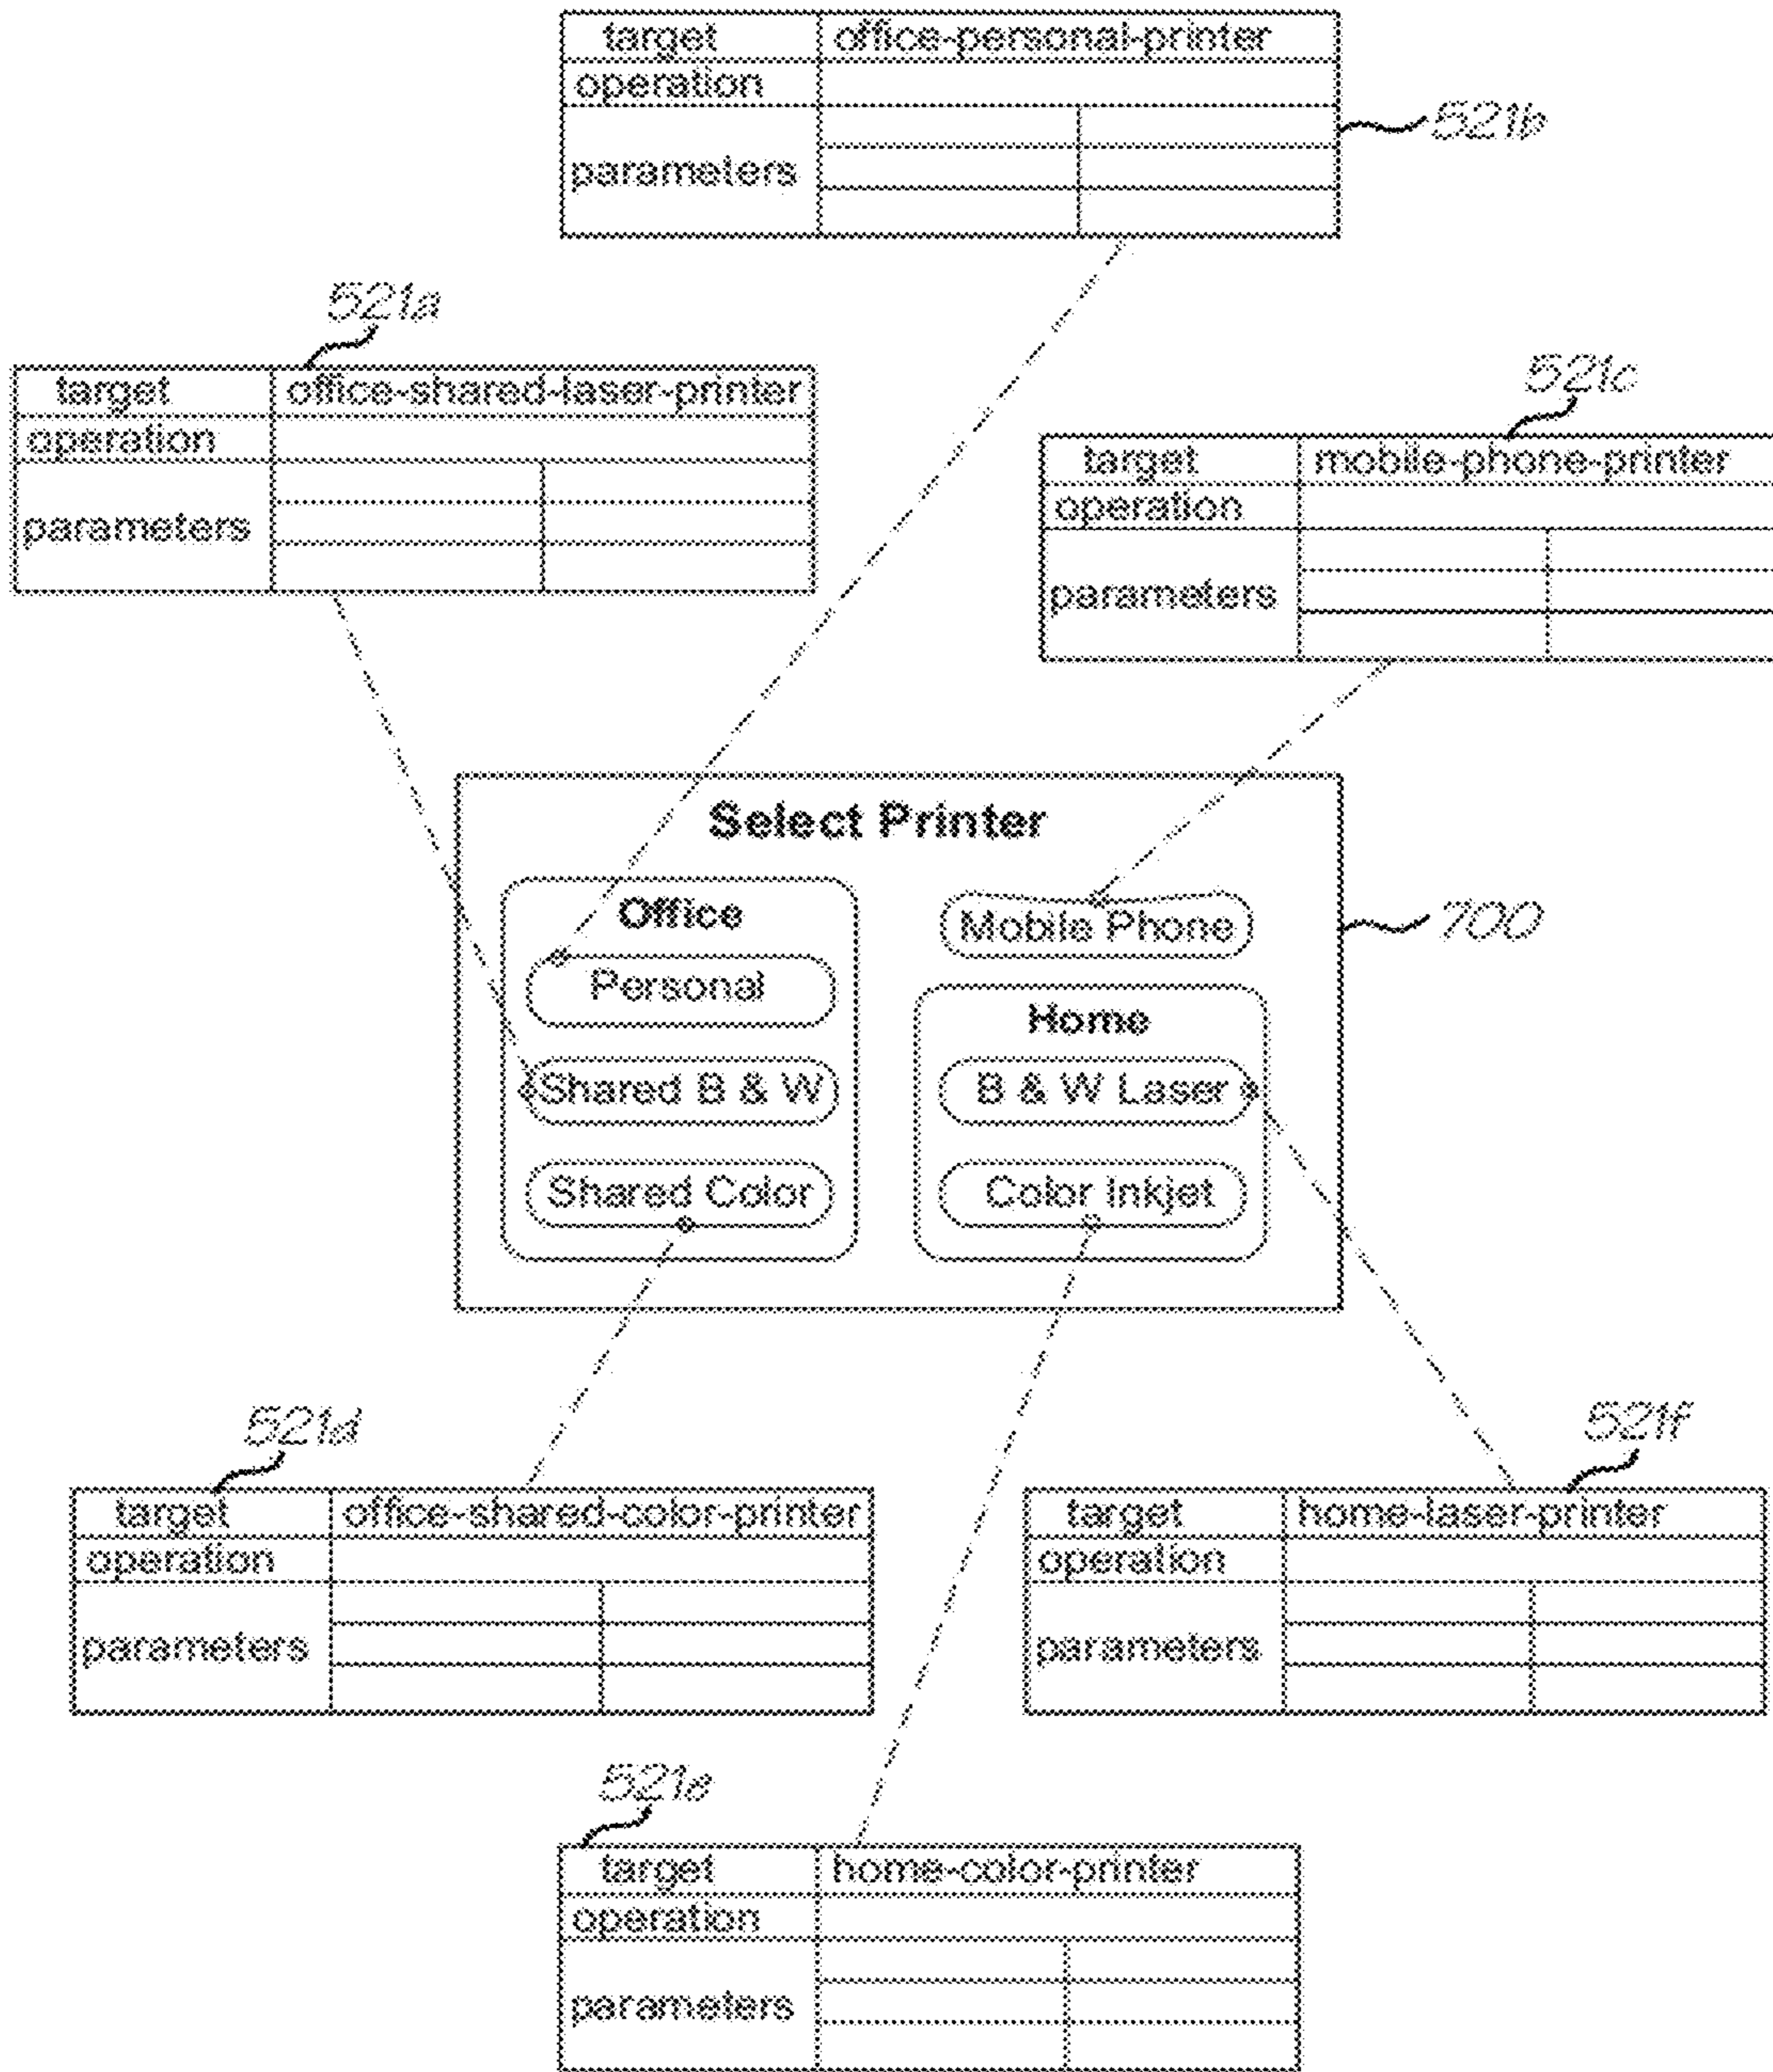 target office-personal-printer
operation
parameters
521b
521a
target office-shared-laser-printer
operation
parameters
521c
target mobile-phone-printer
operation
parameters
Select Printer
Office
Personal
Shared B & W
Shared Color
Mobile Phone
Home
B & W Laser
Color Inkjet
700
521d
target office-shared-color-printer
operation
parameters
521f
target home-laser-printer
operation
parameters
521e
target home-color-printer
operation
parameters